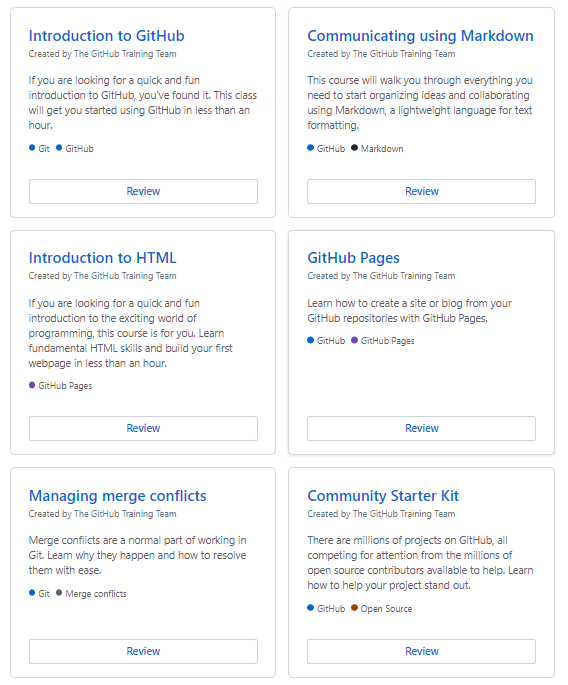 Introduction to GitHub
Created by The GitHub Training Team
If you are looking for a quick and fun
introduction to GitHub, you've found it. This class
will get you started using GitHub in less than an
hour.
Git GitHub
Review
Communicating using Markdown
Created by The GitHub Training Team
This course will walk you through everything you
need to start organizing ideas and collaborating
using Markdown, a lightweight language for text
formatting.
GitHub Markdown
Review
Introduction to HTML
Created by The GitHub Training Team
If you are looking for a quick and fun
introduction to the exciting world of
programming, this course is for you. Learn
fundamental HTML skills and build your first
webpage in less than an hour.
GitHub Pages
Review
GitHub Pages
Created by The GitHub Training Team
Learn how to create a site or blog from your
GitHub repositories with GitHub Pages.
GitHub GitHub Pages
Review
Managing merge conflicts
Created by The GitHub Training Team
Merge conflicts are a normal part of working in
Git. Learn why they happen and how to resolve
them with ease.
Git Merge conflicts
Review
Community Starter Kit
Created by The GitHub Training Team
There are millions of projects on GitHub, all
competing for attention from the millions of
open source contributors available to help. Learn
how to help your project stand out.
GitHub Open Source
Review